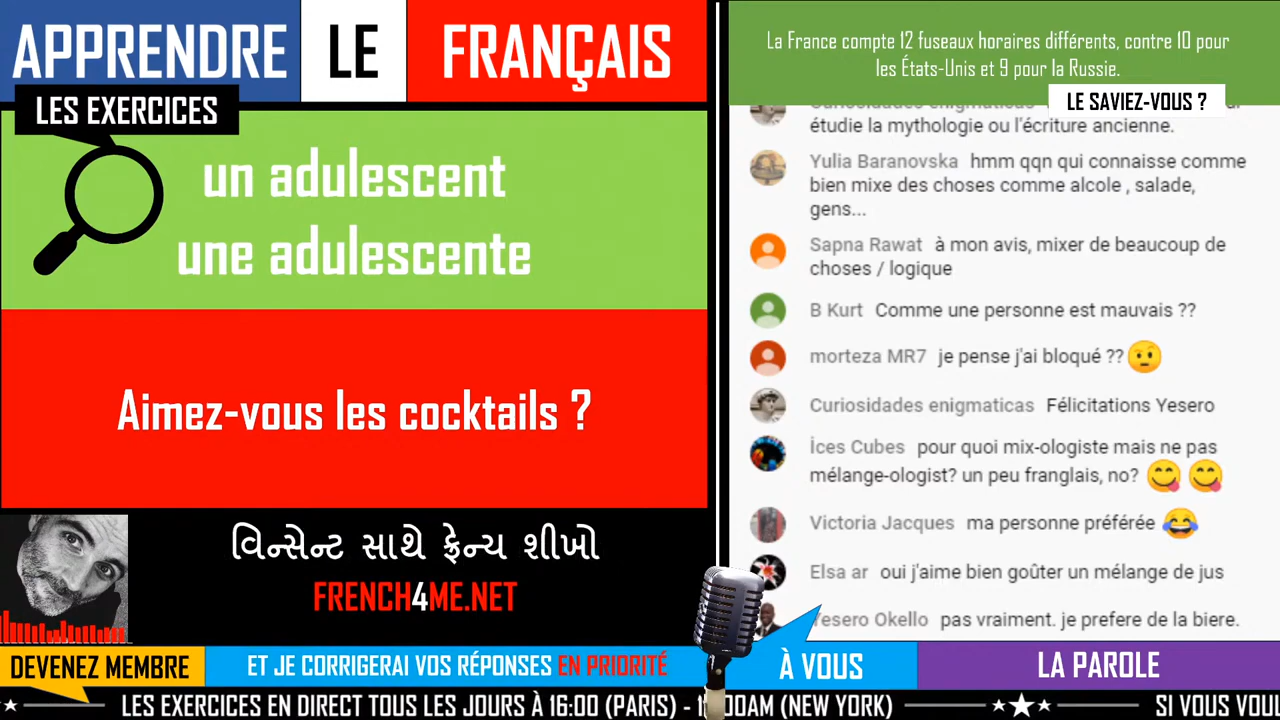 APPRENDRE LE FRANÇAIS
LES EXERCICES
un adulescent
une adulescente
Aimez-vous les cocktails ?
વિન્સેન્ટ સાથે ફ્રેન્ચ શીખો
FRENCH4ME.NET
La France compte 12 fuseaux horaires différents, contre 10 pour
les États-Unis et 9 pour la Russie.
LE SAVIEZ-VOUS ?
Curiosidades enigmaticas
étudie la mythologie ou l'écriture ancienne.
Yulia Baranovska hmm qqn qui connaisse comme
bien mixe des choses comme alcole , salade,
gens...
Sapna Rawat à mon avis, mixer de beaucoup de
choses / logique
B Kurt Comme une personne est mauvais ??
morteza MR7 je pense j'ai bloqué ?? 🤨
Curiosidades enigmaticas Félicitations Yesero
İces Cubes pour quoi mix-ologiste mais ne pas
mélange-ologist? un peu franglais, no? 😋 😋
Victoria Jacques ma personne préférée 😂
Elsa ar oui j'aime bien goûter un mélange de jus
Yesero Okello pas vraiment. je prefere de la biere.
DEVENEZ MEMBRE
ET JE CORRIGERAI VOS RÉPONSES EN PRIORITÉ
À VOUS LA PAROLE
LES EXERCICES EN DIRECT TOUS LES JOURS À 16:00 (PARIS) - (NEW YORK) SI VOUS